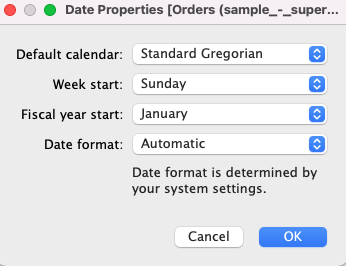 Date Properties [Orders (sample_-_super...
Default calendar: Standard Gregorian
Week start: Sunday
Fiscal year start: January
Date format: Automatic
Date format is determined by
your system settings.
Cancel OK